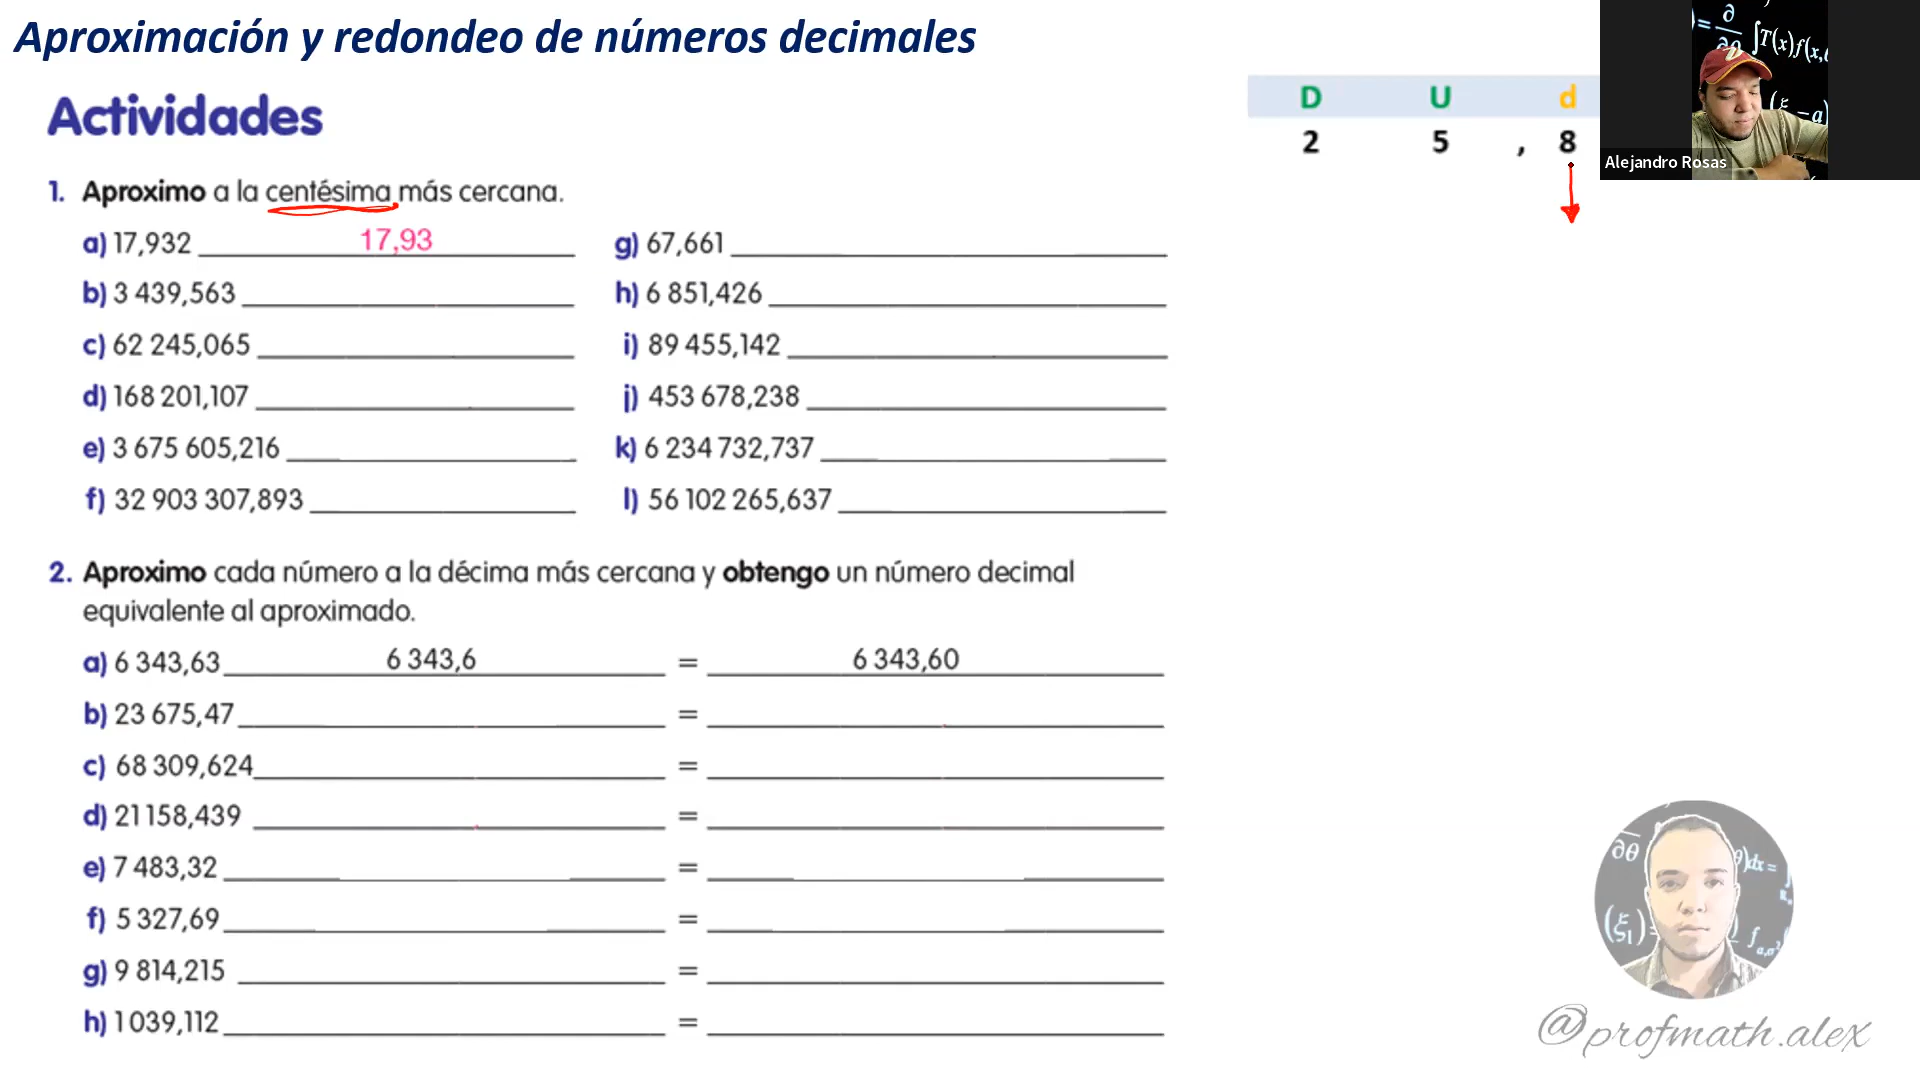 Aproximación y redondeo de números decimales
Actividades
D U d
2 5 , 8
Alejandro Rosas
1. Aproximo a la centésima más cercana.
a) 17,932 17,93
b) 3 439,563
c) 62 245,065
d) 168 201,107
e) 3 675 605,216
f) 32 903 307,893
g) 67,661
h) 6 851,426
i) 89 455,142
j) 453 678,238
k) 6 234 732,737
l) 56 102 265,637
2. Aproximo cada número a la décima más cercana y obtengo un número decimal
equivalente al aproximado.
a) 6 343,63 6 343,6 = 6 343,60
b) 23 675,47 =
c) 68 309,624 =
d) 21 158,439 =
e) 7 483,32 =
f) 5 327,69 =
g) 9 814,215 =
h) 1 039,112 =
@profmath.alex